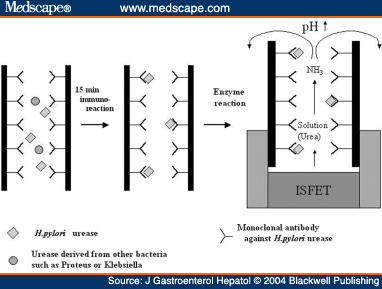 Medscape® www.medscape.com
pH ↑
15 min
immuno-
reaction
Enzyme
reaction
NH3
Solution
(Urea)
ISFET
H.pylori urease
Urease derived from other bacteria
such as Proteus or Klebsiella
Monoclonal antibody
against H.pylori urease
Source: J Gastroenterol Hepatol © 2004 Blackwell Publishing